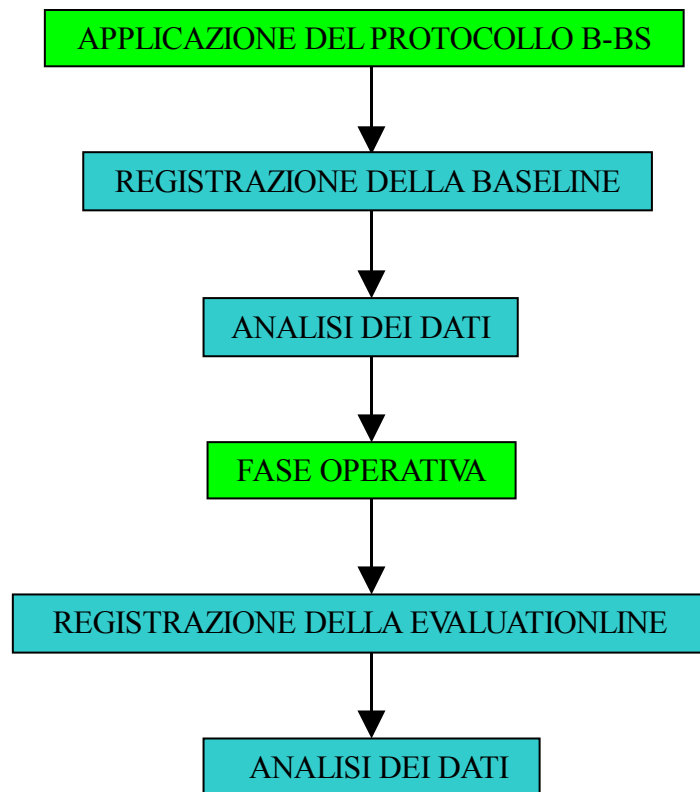 APPLICAZIONE DEL PROTOCOLLO B-BS
REGISTRAZIONE DELLA BASELINE
ANALISI DEI DATI
FASE OPERATIVA
REGISTRAZIONE DELLA EVALUATIONLINE
ANALISI DEI DATI